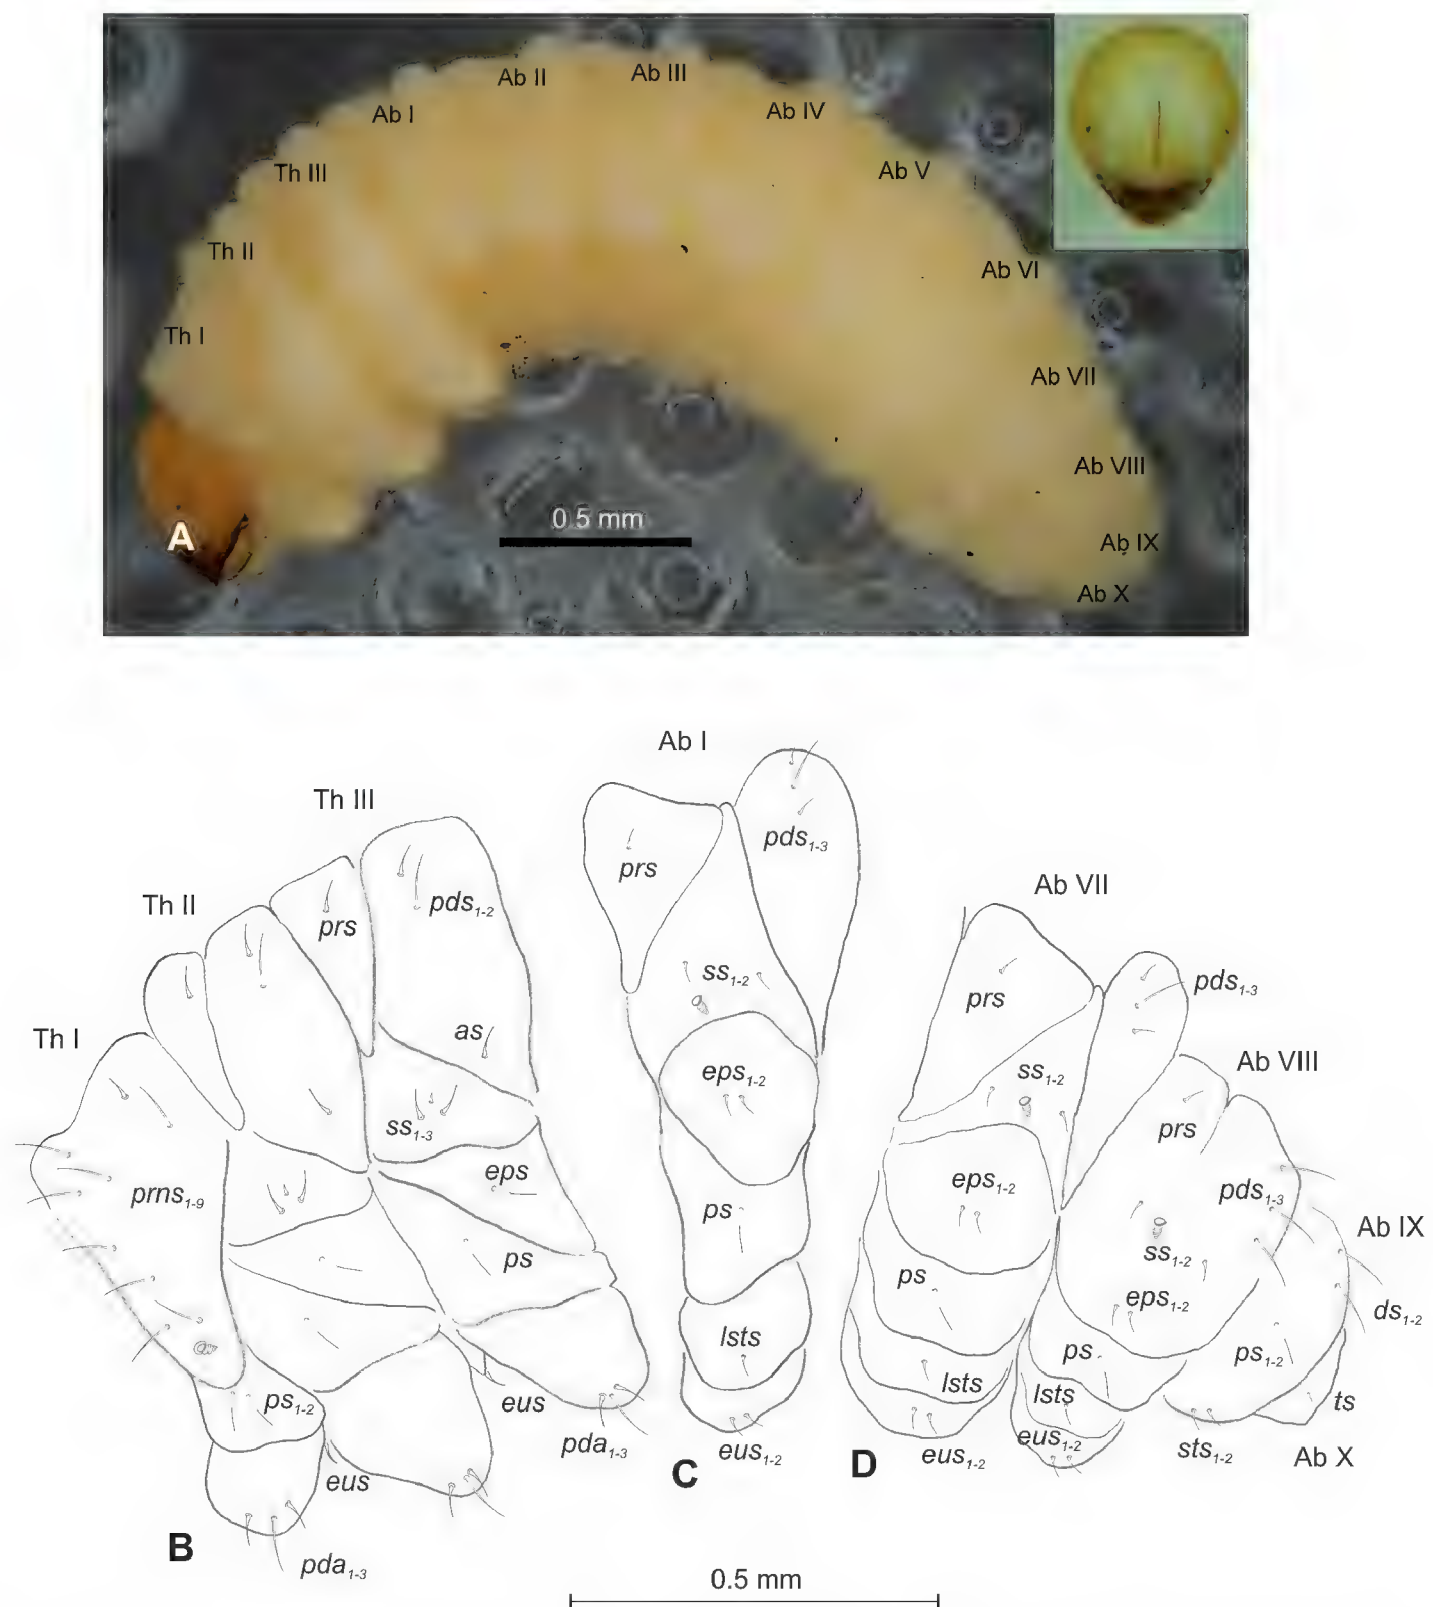 Ab II
Ab III
Ab I
Ab IV
Th III
Ab V
Th II
Ab VI
Th I
Ab VII
Ab VIII
0.5 mm
A
Ab IX
Ab X
Ab I
Th III
pds1-3
prs
Ab VII
Th II
pds1-2
prs
ss1-2
pds1-3
prs
Th I
as
Ab VIII
eps1-2
ss1-2
ss1-3
prs
eps
eps1-2
pds1-3
prns1-9
ps
Ab IX
ps
ss1-2
ps
eps1-2
ds1-2
lsts
ps
ps1-2
lsts
lsts
ps1-2
eus
ts
eus1-2
pda1-3
eus1-2
eus1-2
sts1-2
Ab X
C
D
eus
B
pda1-3
0.5 mm